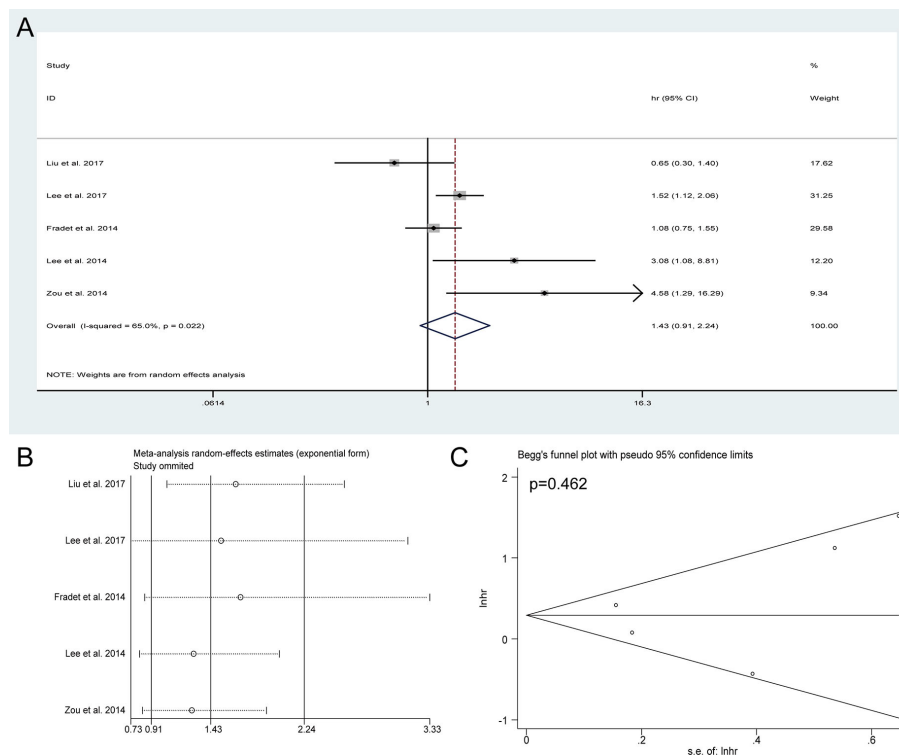 A
Study
%
ID
hr (95% CI)
Weight
Liu et al. 2017
0.65 (0.30, 1.40)
17.62
Lee et al. 2017
1.52 (1.12, 2.06)
31.25
Fradet et al. 2014
1.08 (0.75, 1.55)
29.58
Lee et al. 2014
3.08 (1.08, 8.81)
12.20
Zou et al. 2014
4.58 (1.29, 16.29)
9.34
Overall (I-squared = 65.0%, p = 0.022)
1.43 (0.91, 2.24)
100.00
NOTE: Weights are from random effects analysis
.0614
1
16.3
B
Meta-analysis random-effects estimates (exponential form)
Study ommited
Liu et al. 2017
Lee et al. 2017
Fradet et al. 2014
Lee et al. 2014
Zou et al. 2014
0.73
0.91
1.43
2.24
3.33
C
Begg's funnel plot with pseudo 95% confidence limits
p=0.462
2
1
lnhr
0
-1
0
.2
.4
.6
s.e. of: lnhr